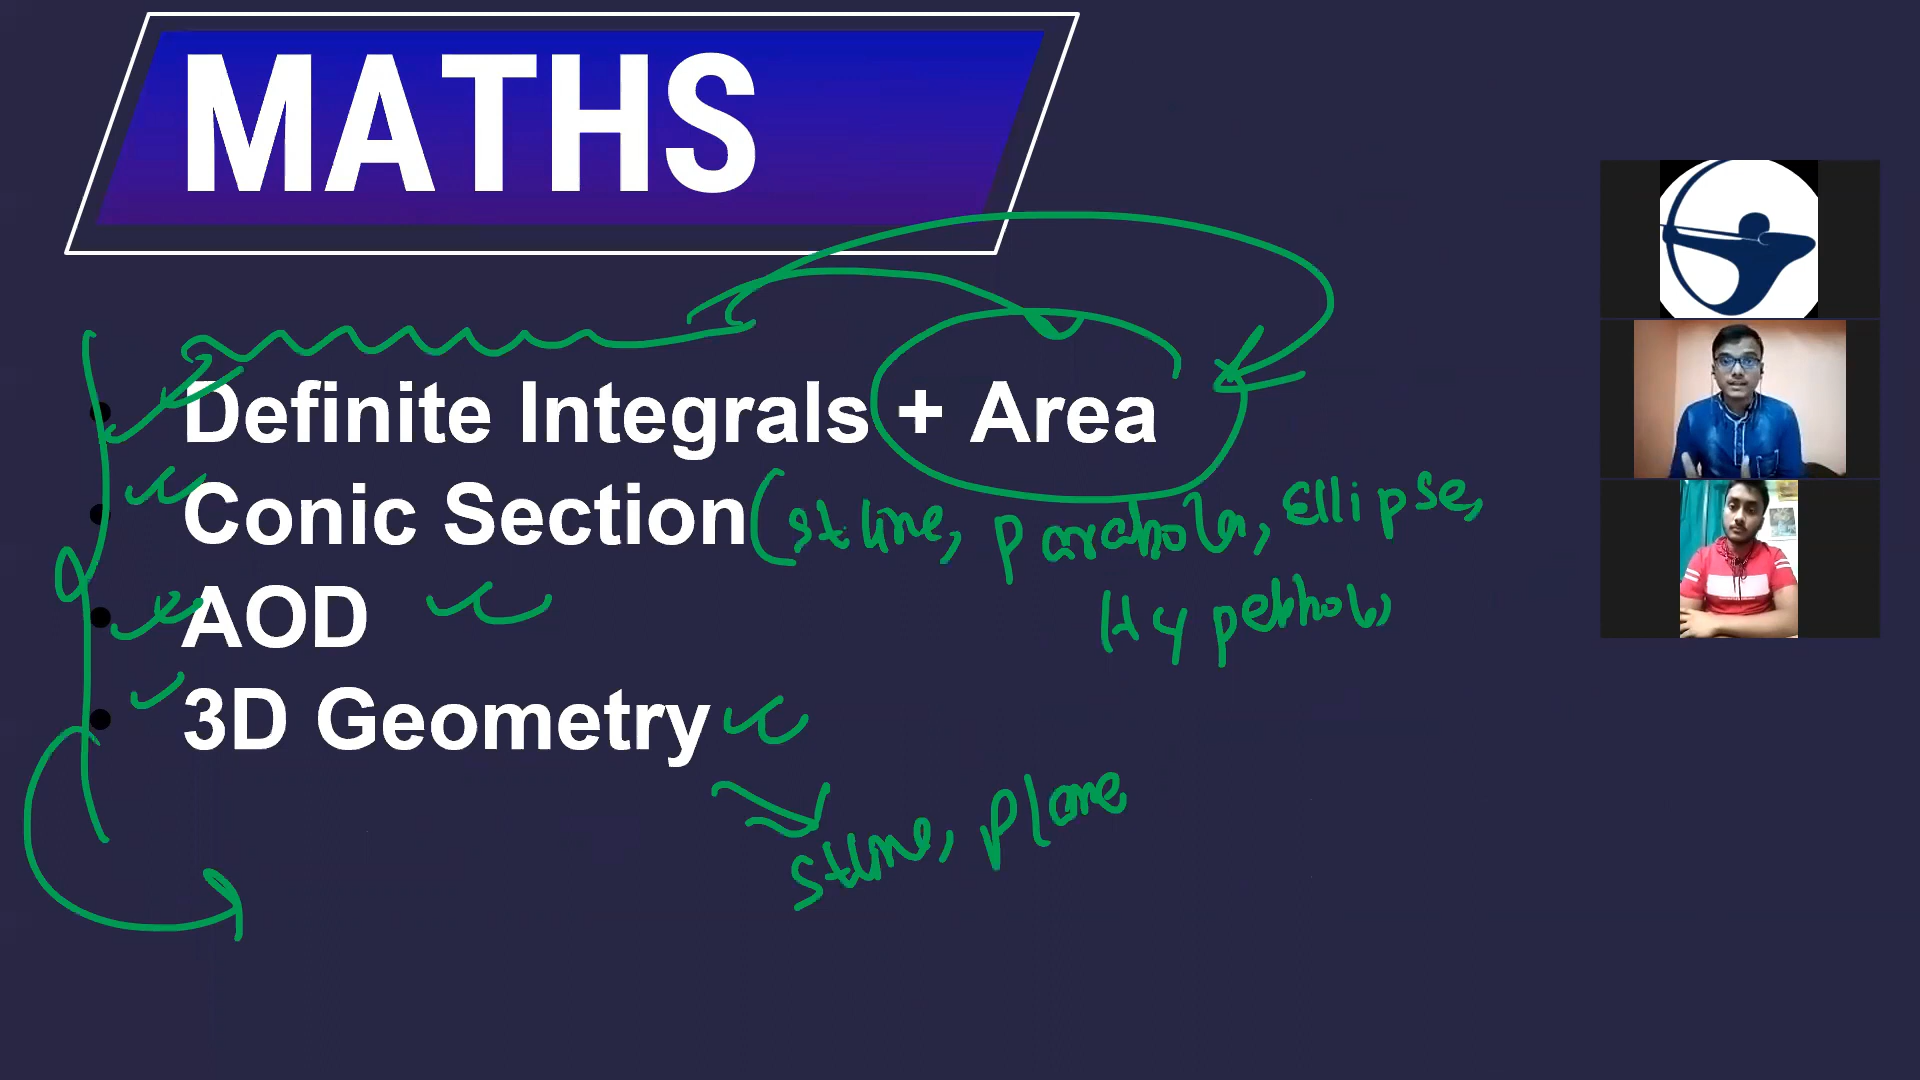 MATHS
Definite Integrals + Area
Conic Section (st line, parabola, Ellipse,
Hyperbola
AOD
3D Geometry
st line, plane